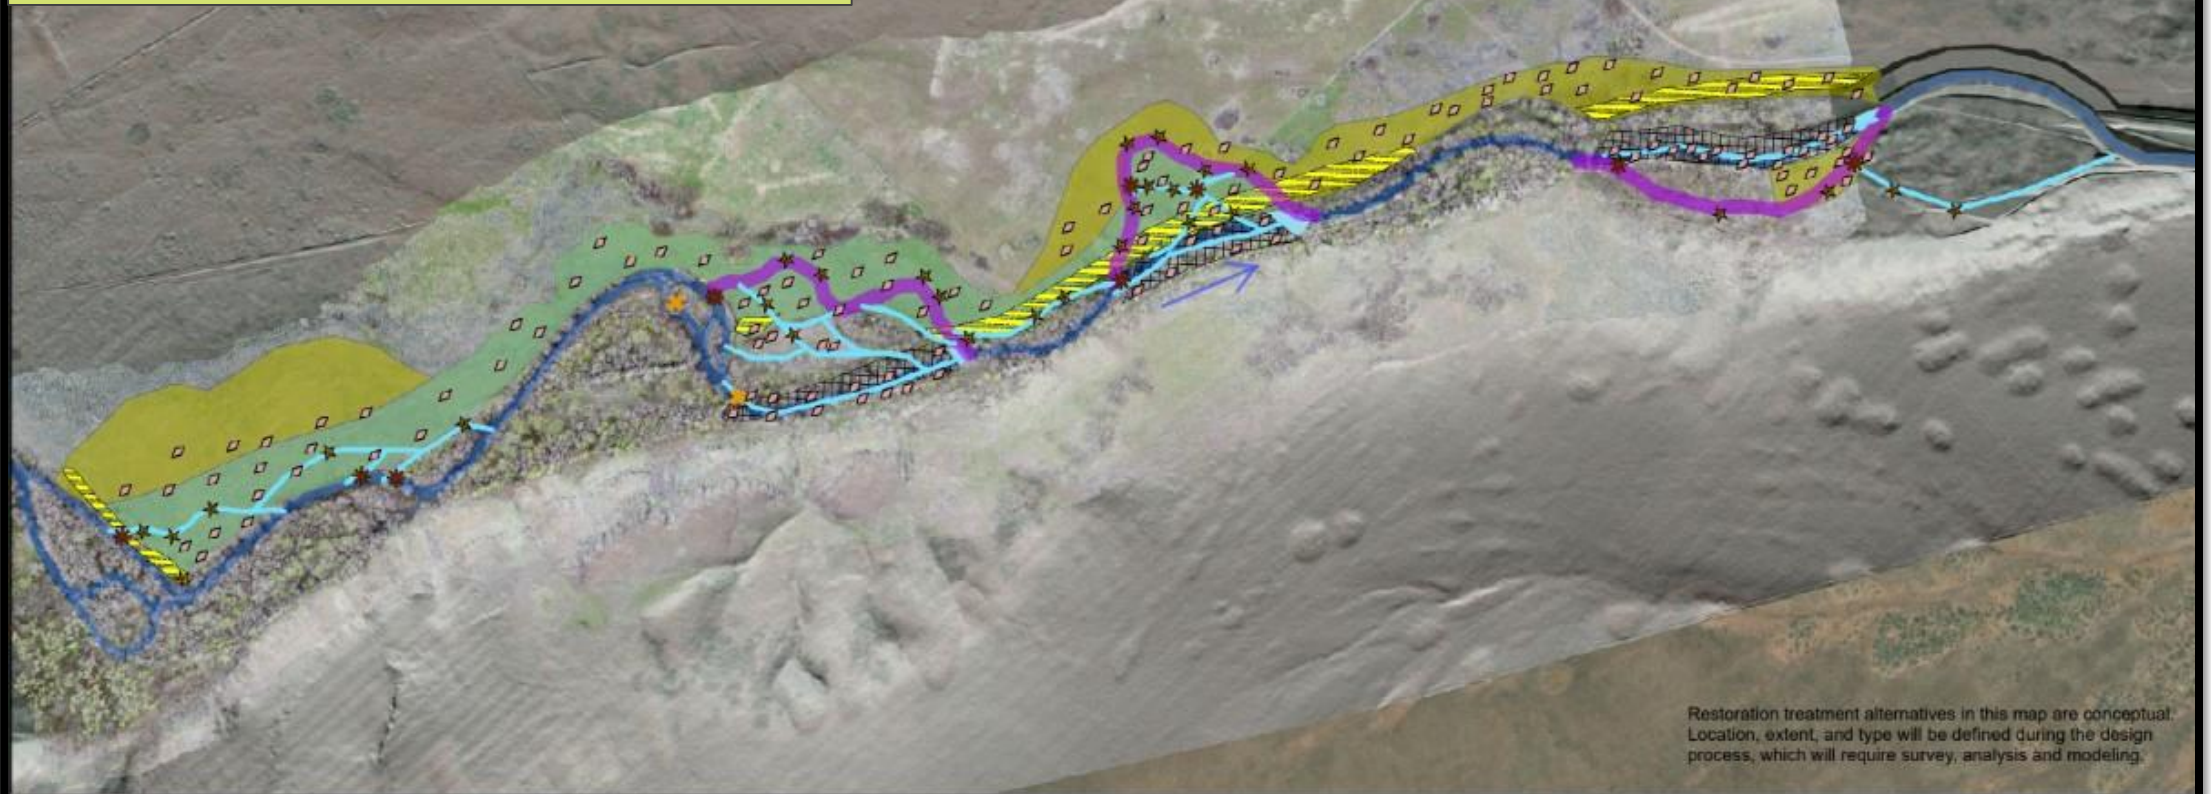 Restoration treatment alternatives in this map are conceptual.
Location, extent, and type will be defined during the design
process, which will require survey, analysis and modeling.